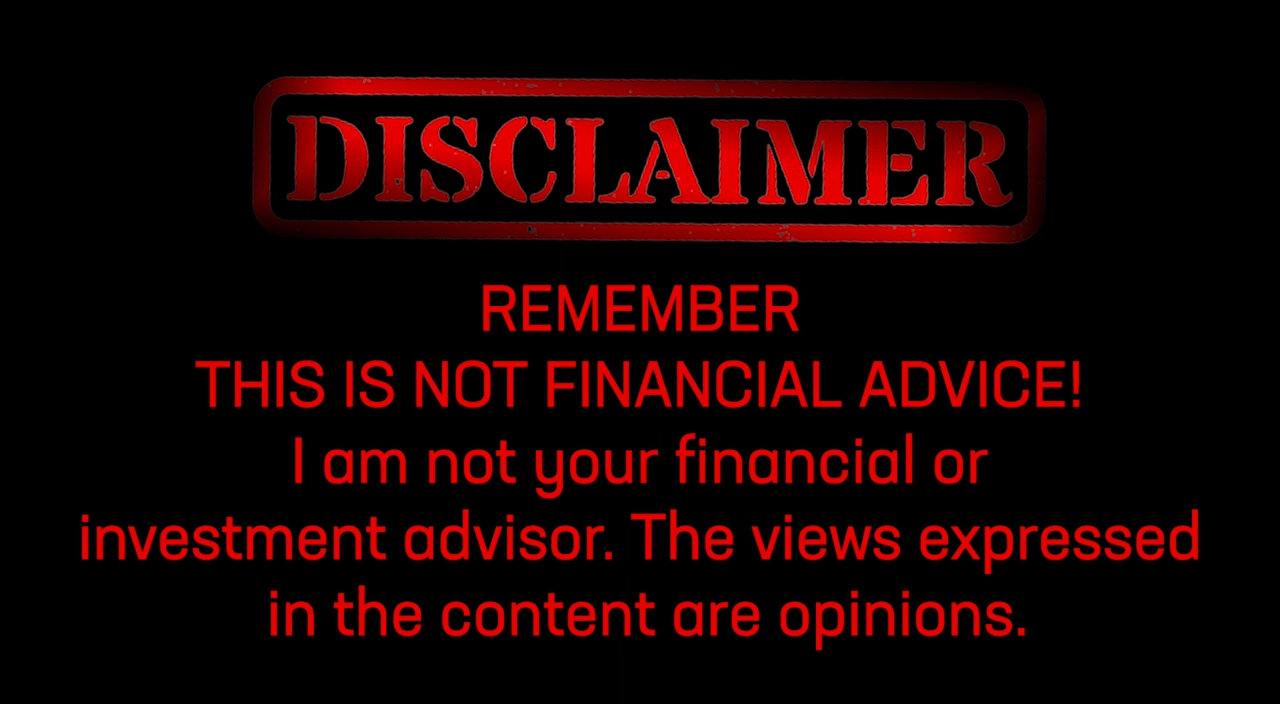 DISCLAIMER
REMEMBER
THIS IS NOT FINANCIAL ADVICE!
I am not your financial or
investment advisor. The views expressed
in the content are opinions.